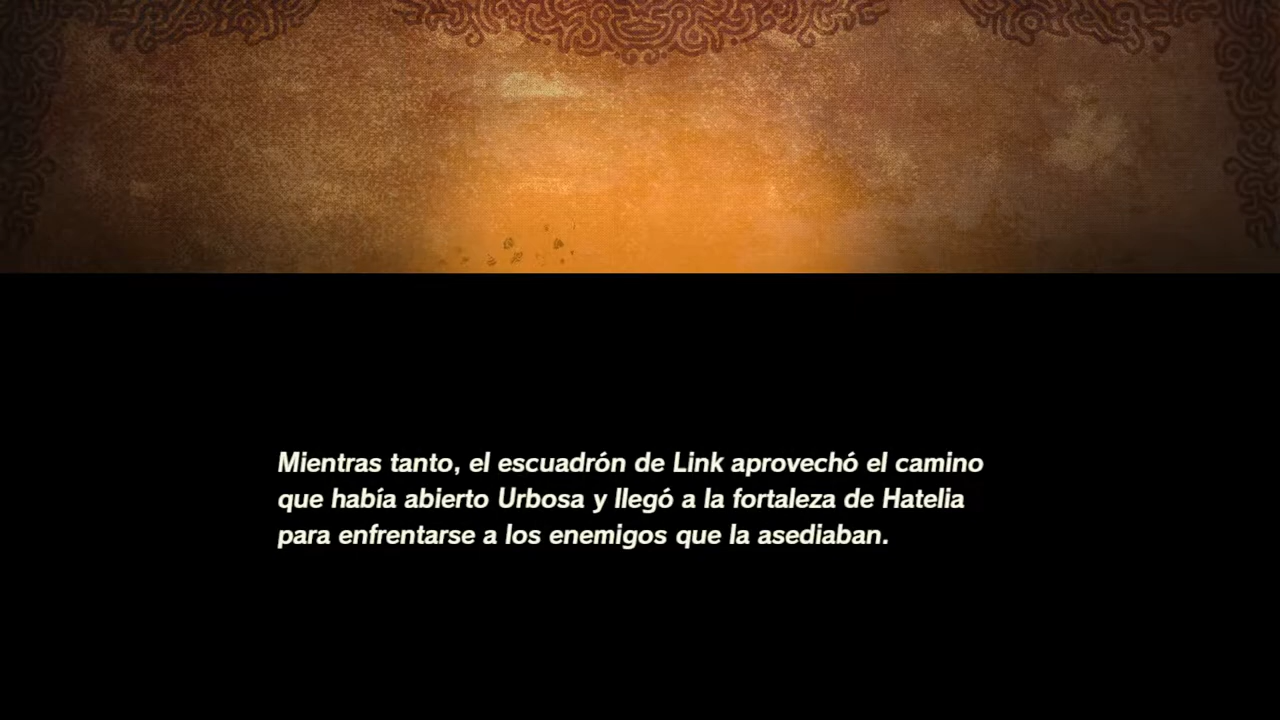 Mientras tanto, el escuadrón de Link aprovechó el camino
que había abierto Urbosa y llegó a la fortaleza de Hatelia
para enfrentarse a los enemigos que la asediaban.